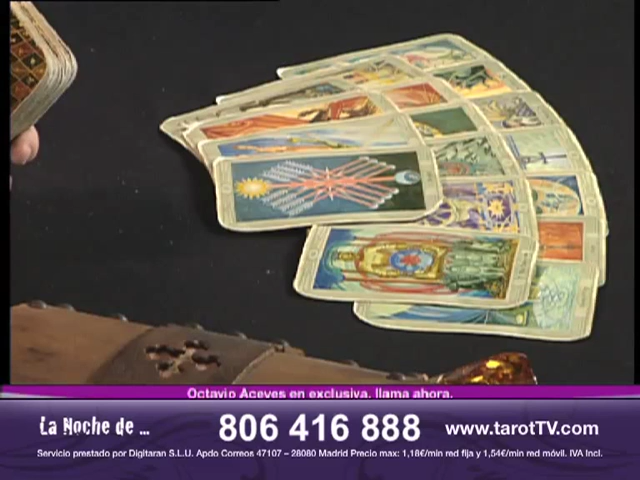 Octavio Aceves en exclusiva, llama ahora.
La Noche de ... 806 416 888 www.tarotTV.com
Servicio prestado por Digitaran S.L.U. Apdo Correos 47107 – 28080 Madrid Precio max: 1,18€/min red fija y 1,54€/min red móvil. IVA Incl.